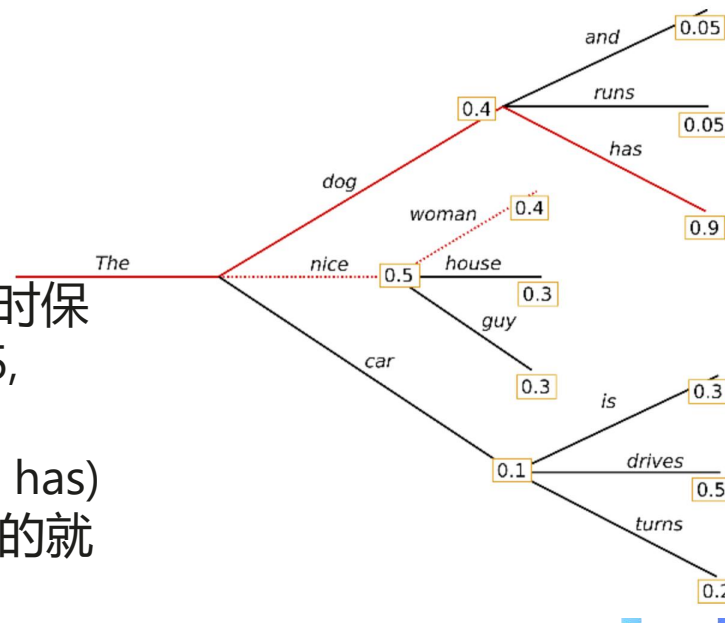 and
0.05
0.4
runs
0.05
has
dog
woman
0.4
0.9
The
nice
0.5
house
时保
0.3
guy
5,
car
0.3
is
0.3
has)
0.1
drives
0.5
的就
turns